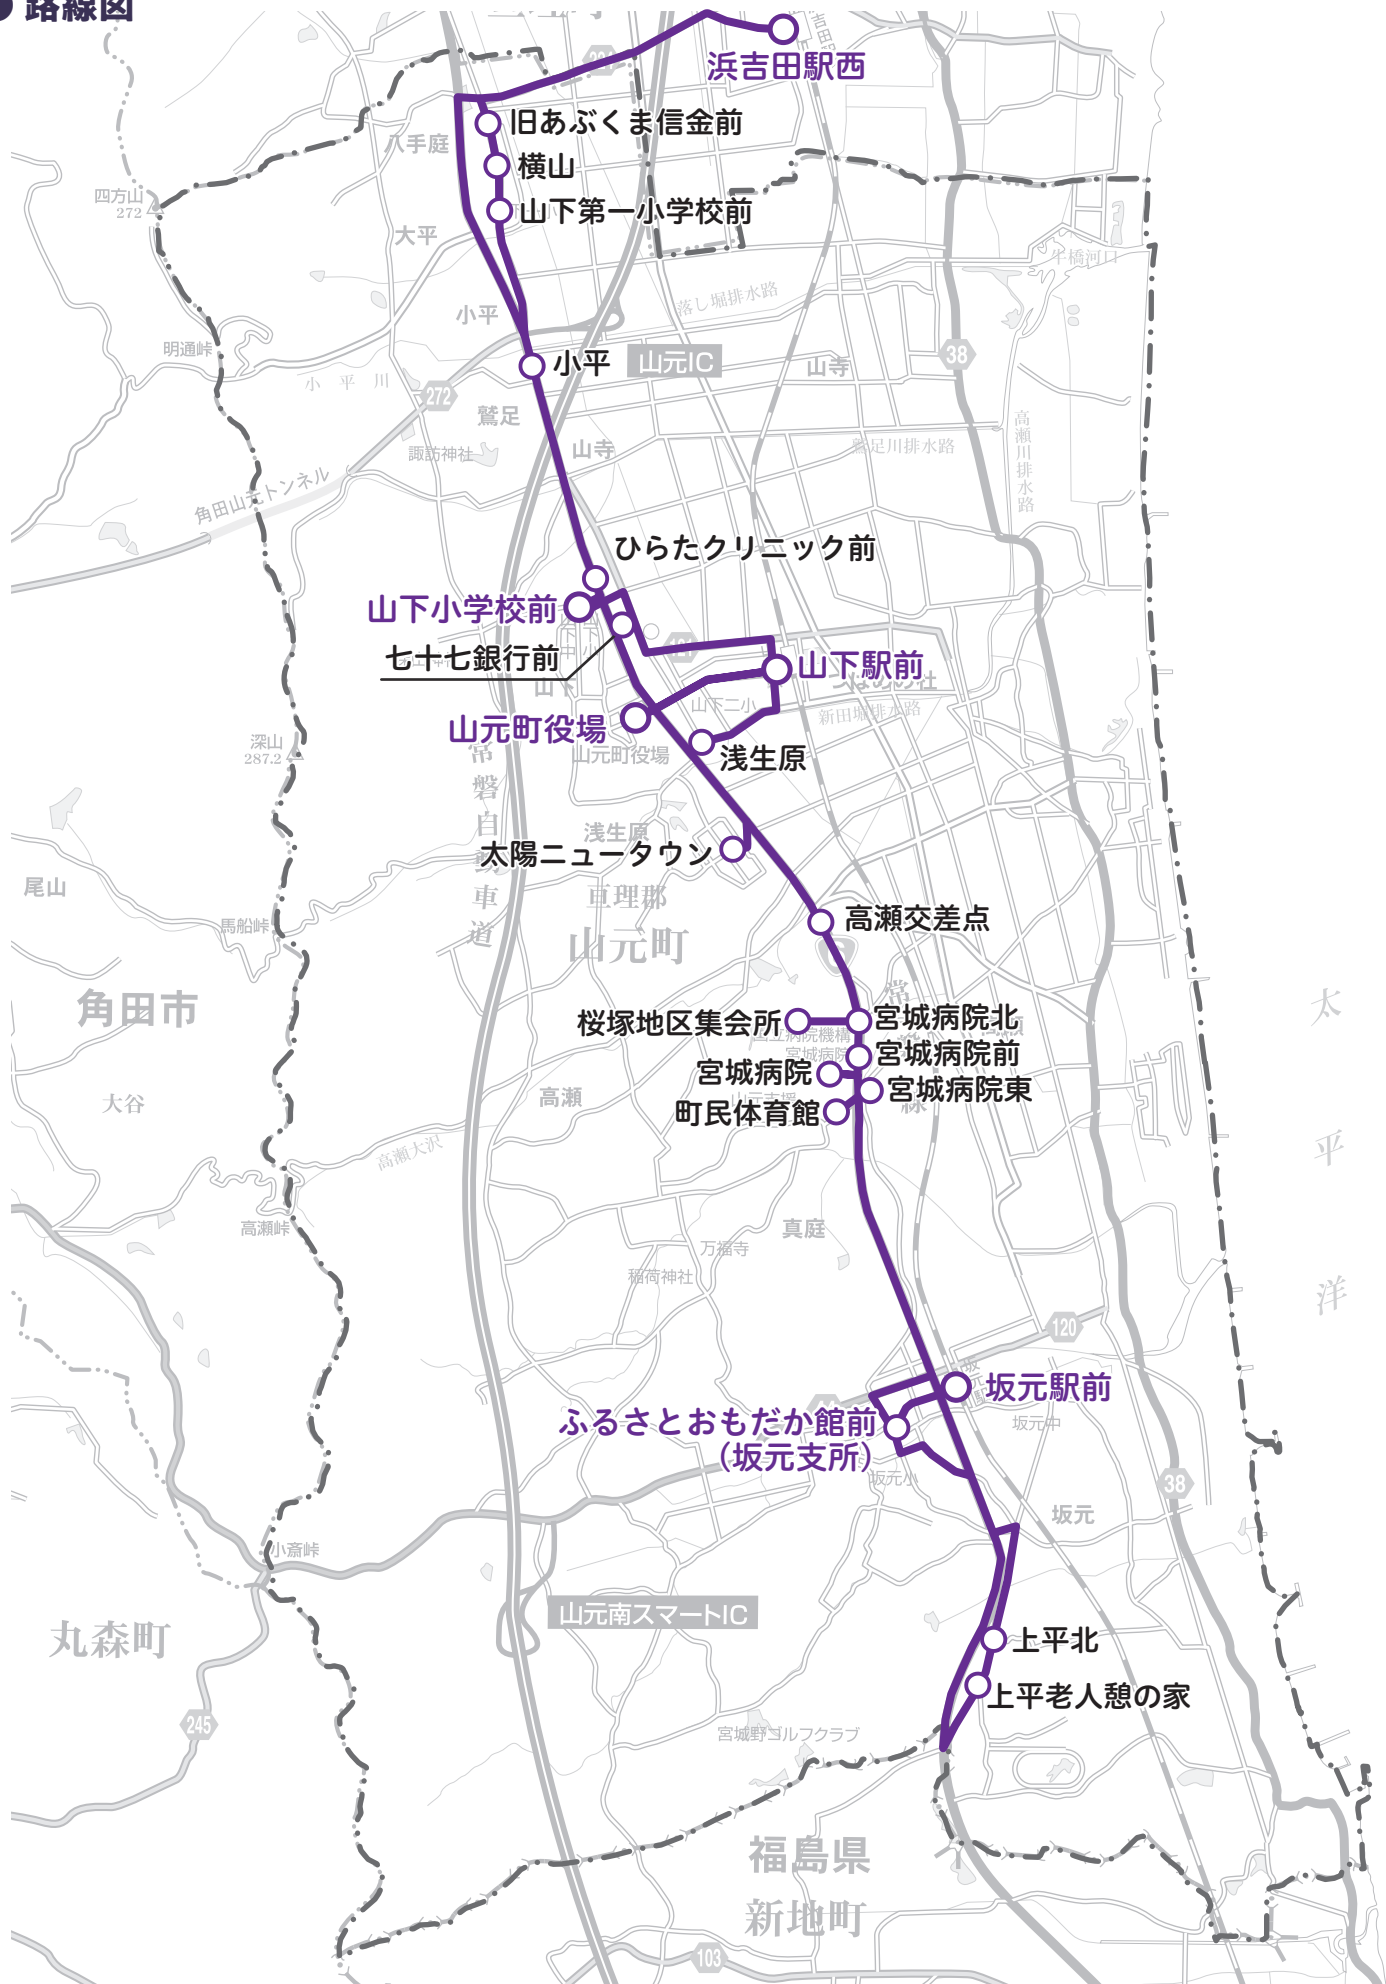 路線図
浜吉田駅西
旧あぶくま信金前
八手庭
横山
四方山
272
山下第一小学校前
大平
牛橋河口
落し堀排水路
小平
明通峠
小平
山元IC
山寺
38
小平川
272
鷲足
高瀬川排水路
諏訪神社
山寺
鷲足川排水路
角田山元トンネル
ひらたクリニック前
山下小学校前
七十七銀行前
山下駅前
山下
山下二小
新田堀排水路
山元町役場
深山
287.2
山元町役場
浅生原
常磐自動車道
浅生原
太陽ニュータウン
尾山
亘理郡
山元町
高瀬交差点
馬船峠
角田市
太平洋
桜塚地区集会所
宮城病院北
国立病院機構
宮城病院
宮城病院前
宮城病院
宮城病院東
町民体育館
高瀬
大谷
高瀬大沢
高瀬峠
真庭
万福寺
稲荷神社
120
坂元駅前
ふるさとおもだか館前
(坂元支所)
坂元中
坂元小
38
坂元
小斎峠
山元南スマートIC
丸森町
上平北
上平老人憩の家
245
宮城野ゴルフクラブ
福島県
新地町
103